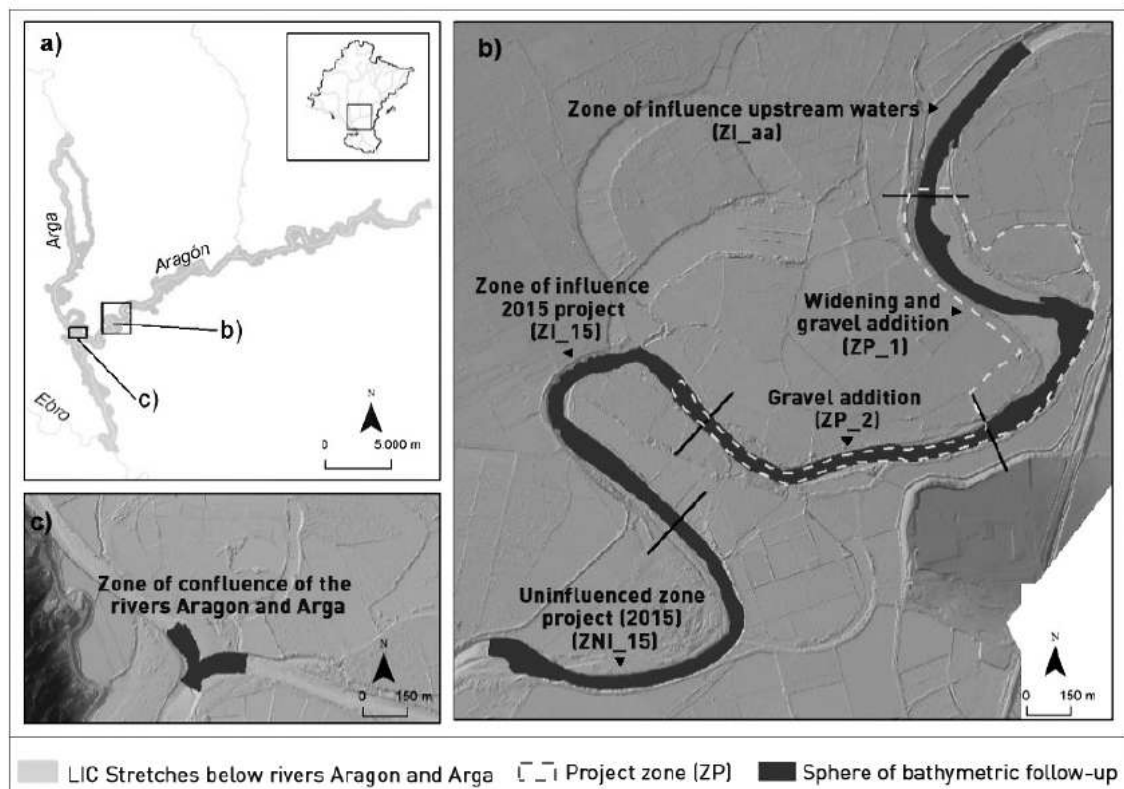 a)
Arga
Aragón
b)
c)
Ebro
N
0 5.000 m
b)
Zone of influence upstream waters
(ZI_aa)
Zone of influence
2015 project
(ZI_15)
Widening and
gravel addition
(ZP_1)
Gravel addition
(ZP_2)
Uninfluenced zone
project (2015)
(ZNI_15)
N
0 150 m
c)
Zone of confluence of the
rivers Aragon and Arga
N
0 150 m
LIC Stretches below rivers Aragon and Arga
Project zone (ZP)
Sphere of bathymetric follow-up